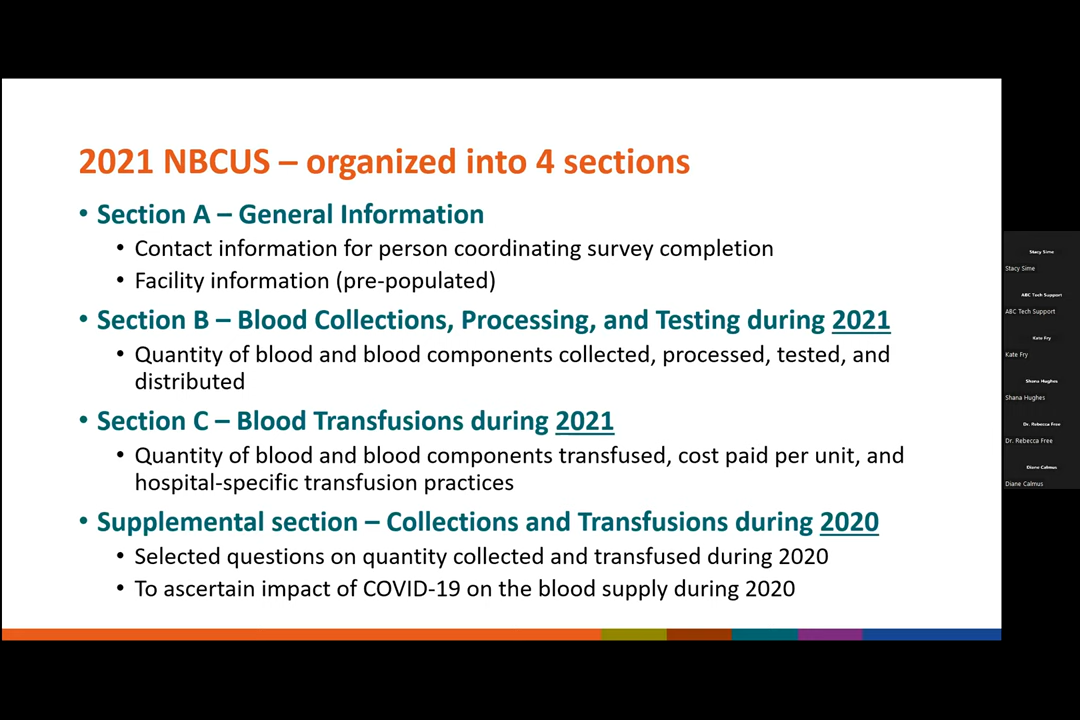 2021 NBCUS – organized into 4 sections
• Section A – General Information
• Contact information for person coordinating survey completion
• Facility information (pre-populated)
• Section B – Blood Collections, Processing, and Testing during 2021
• Quantity of blood and blood components collected, processed, tested, and
distributed
• Section C – Blood Transfusions during 2021
• Quantity of blood and blood components transfused, cost paid per unit, and
hospital-specific transfusion practices
• Supplemental section – Collections and Transfusions during 2020
• Selected questions on quantity collected and transfused during 2020
• To ascertain impact of COVID-19 on the blood supply during 2020
Stacy Sime
Stacy Sime
ABC Tech Support
ABC Tech Support
Kate Fry
Kate Fry
Shana Hughes
Shana Hughes
Dr. Rebecca Free
Dr. Rebecca Free
Diane Calmus
Diane Calmus